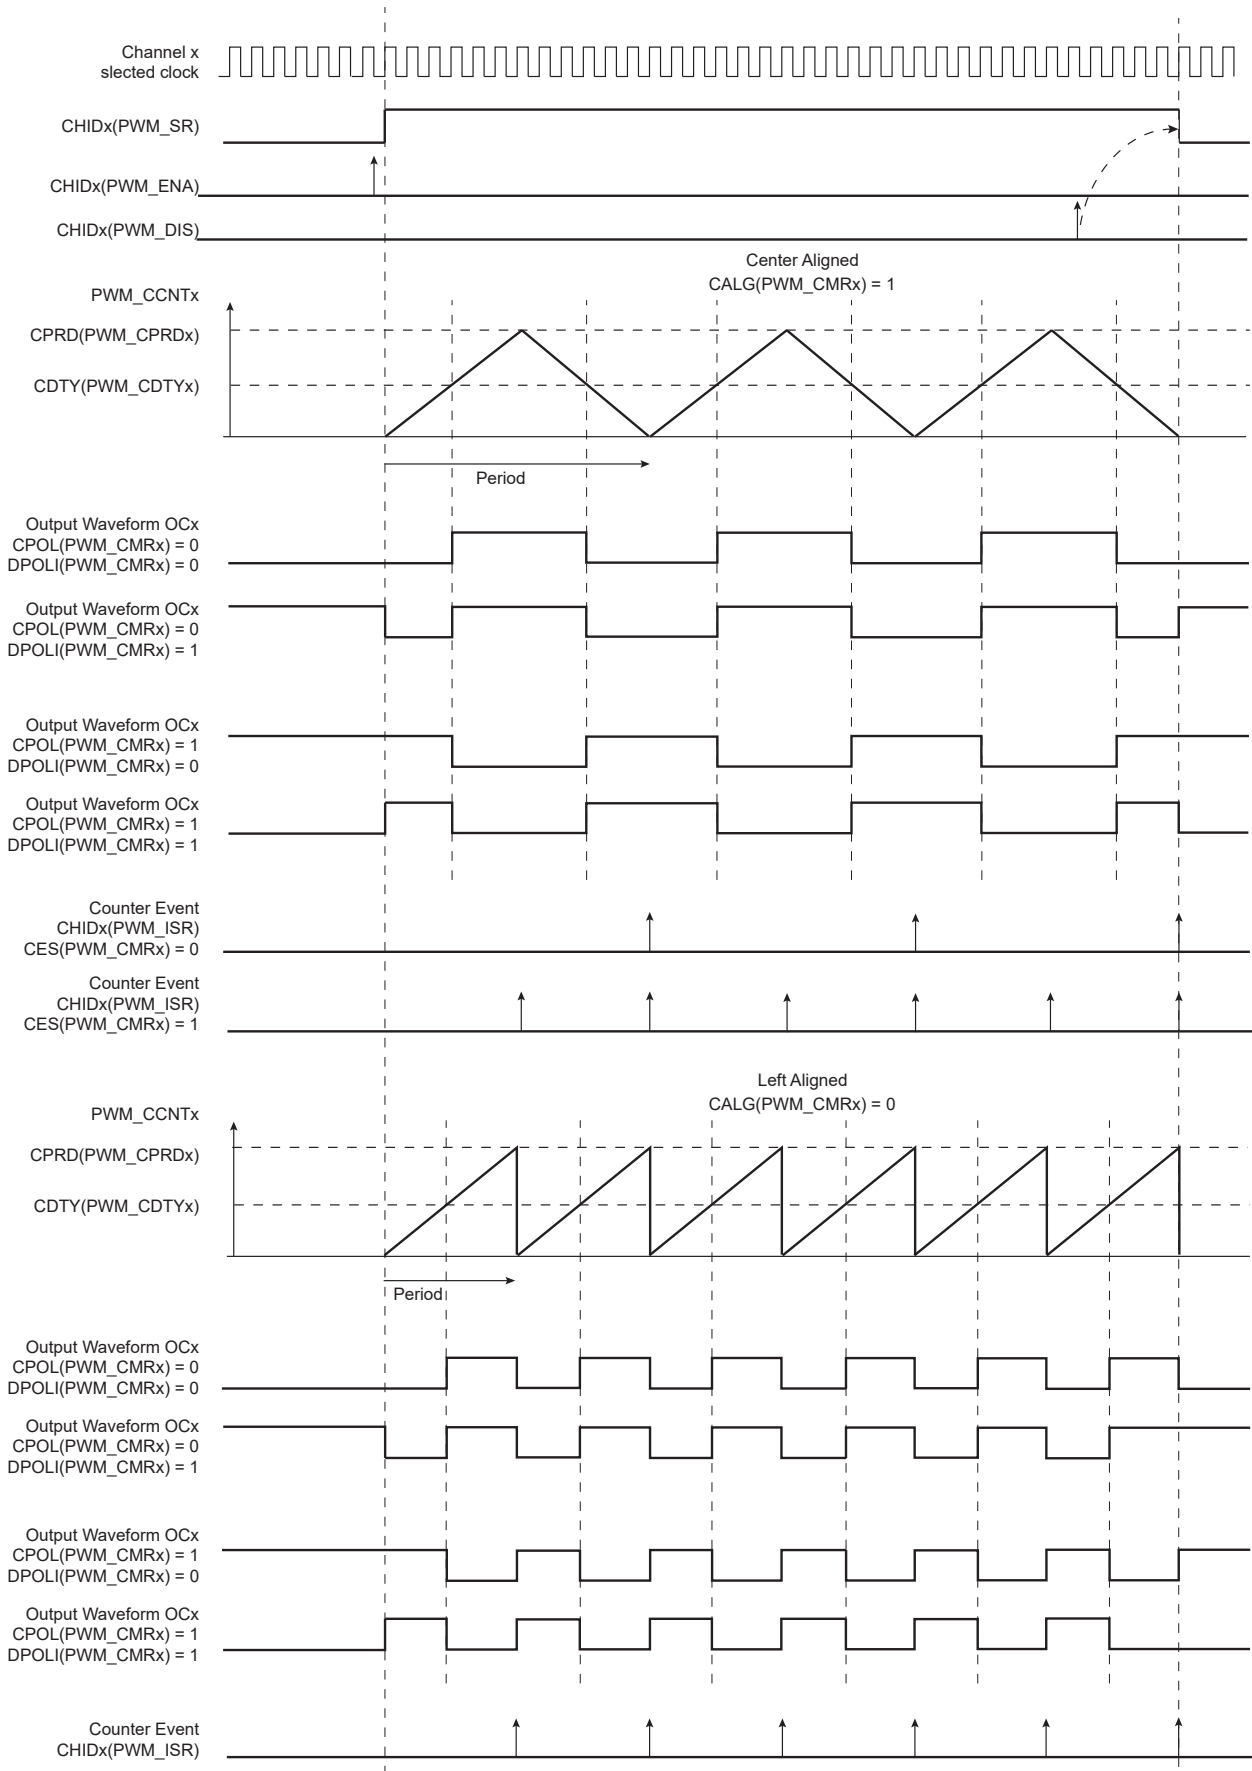 Channel x
slected clock
CHIDx(PWM_SR)
CHIDx(PWM_ENA)
CHIDx(PWM_DIS)
Center Aligned
CALG(PWM_CMRx) = 1
PWM_CCNTx
CPRD(PWM_CPRDx)
CDTY(PWM_CDTYx)
Period
Output Waveform OCx
CPOL(PWM_CMRx) = 0
DPOLI(PWM_CMRx) = 0
Output Waveform OCx
CPOL(PWM_CMRx) = 0
DPOLI(PWM_CMRx) = 1
Output Waveform OCx
CPOL(PWM_CMRx) = 1
DPOLI(PWM_CMRx) = 0
Output Waveform OCx
CPOL(PWM_CMRx) = 1
DPOLI(PWM_CMRx) = 1
Counter Event
CHIDx(PWM_ISR)
CES(PWM_CMRx) = 0
Counter Event
CHIDx(PWM_ISR)
CES(PWM_CMRx) = 1
Left Aligned
CALG(PWM_CMRx) = 0
PWM_CCNTx
CPRD(PWM_CPRDx)
CDTY(PWM_CDTYx)
Period
Output Waveform OCx
CPOL(PWM_CMRx) = 0
DPOLI(PWM_CMRx) = 0
Output Waveform OCx
CPOL(PWM_CMRx) = 0
DPOLI(PWM_CMRx) = 1
Output Waveform OCx
CPOL(PWM_CMRx) = 1
DPOLI(PWM_CMRx) = 0
Output Waveform OCx
CPOL(PWM_CMRx) = 1
DPOLI(PWM_CMRx) = 1
Counter Event
CHIDx(PWM_ISR)